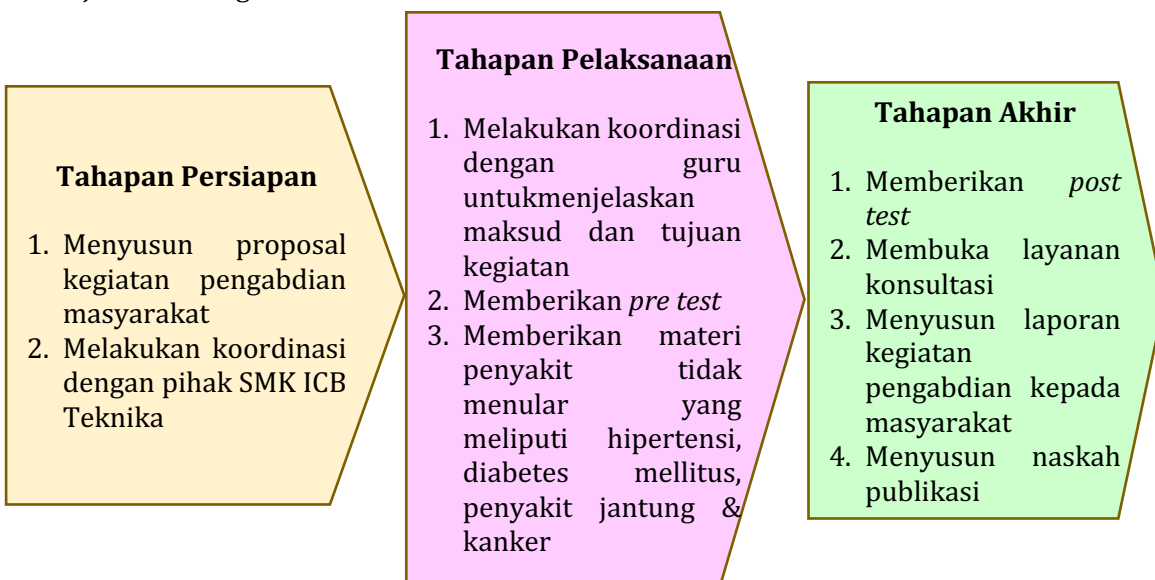 Tahapan Persiapan
1. Menyusun proposal
kegiatan pengabdian
masyarakat
2. Melakukan koordinasi
dengan pihak SMK ICB
Teknika
Tahapan Pelaksanaan
1. Melakukan koordinasi
dengan guru
untukmenjelaskan
maksud dan tujuan
kegiatan
2. Memberikan pre test
3. Memberikan materi
penyakit tidak
menular yang
meliputi hipertensi,
diabetes mellitus,
penyakit jantung &
kanker
Tahapan Akhir
1. Memberikan post
test
2. Membuka layanan
konsultasi
3. Menyusun laporan
kegiatan
pengabdian kepada
masyarakat
4. Menyusun naskah
publikasi